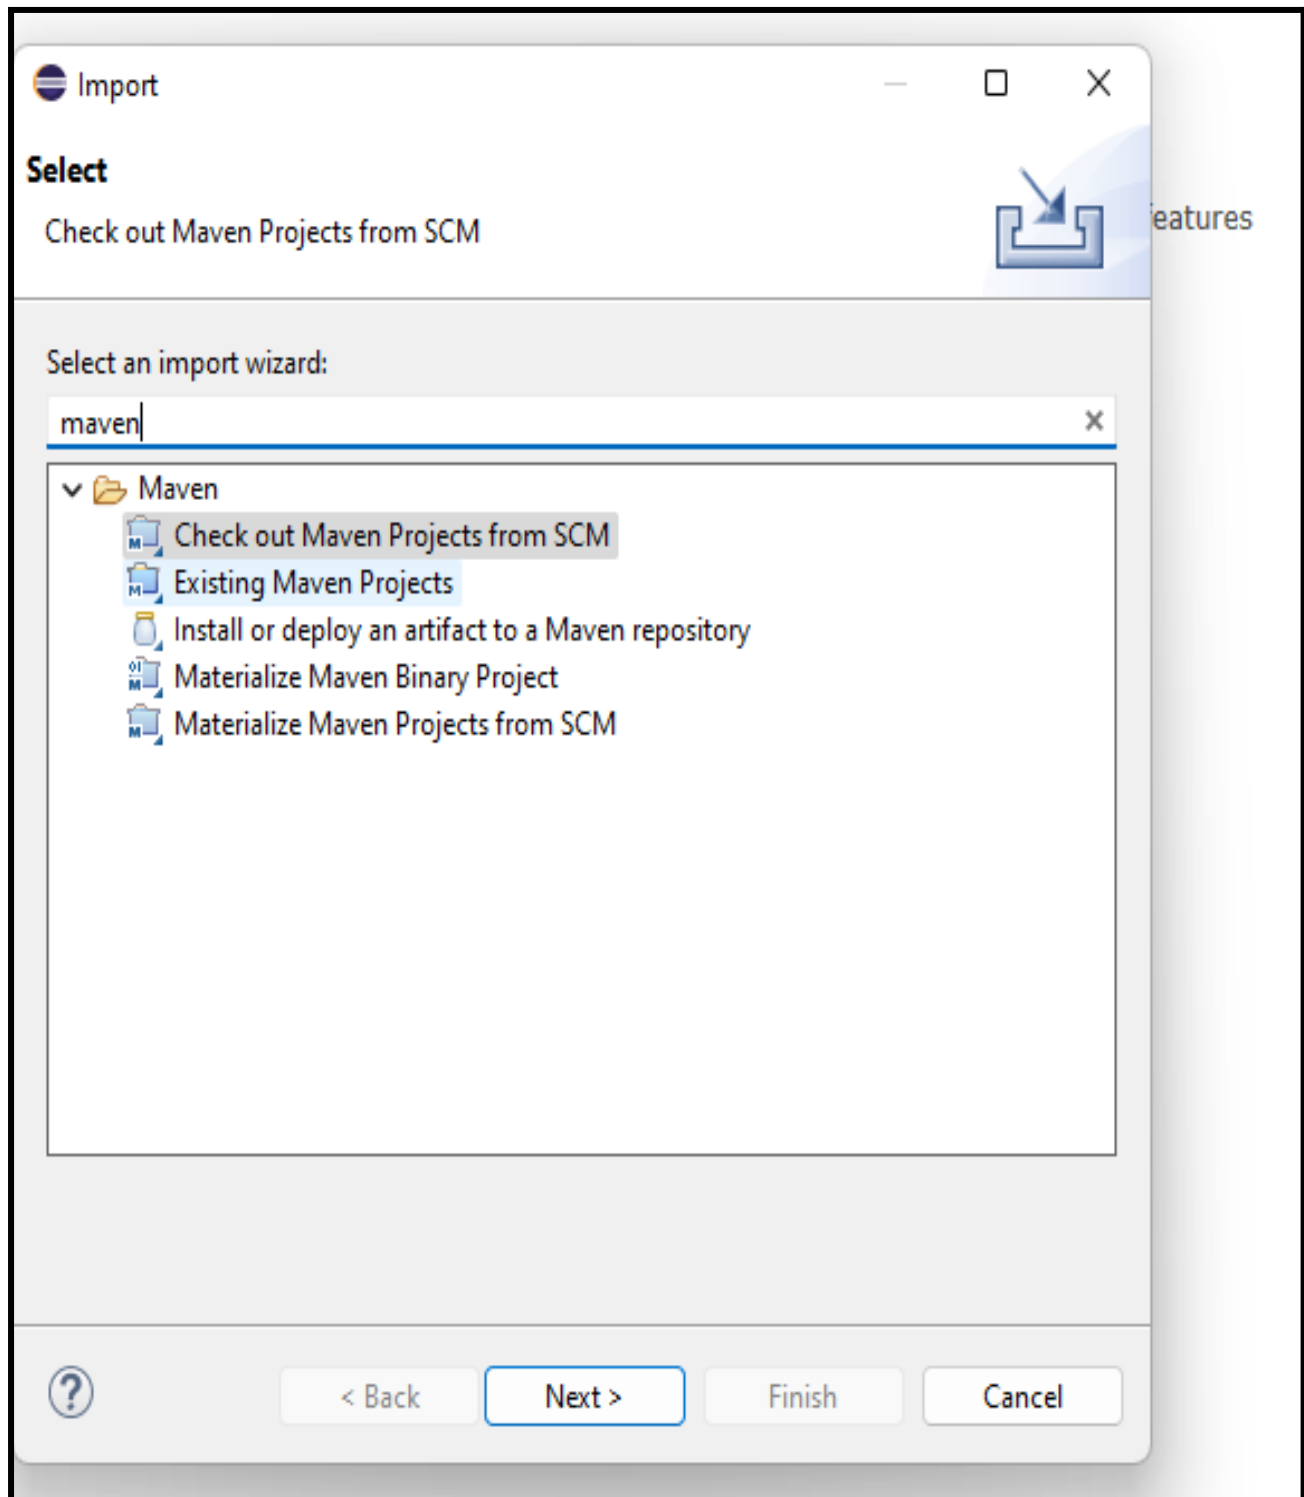 Import
Select
Check out Maven Projects from SCM
eatures
Select an import wizard:
maven
Maven
Check out Maven Projects from SCM
Existing Maven Projects
Install or deploy an artifact to a Maven repository
Materialize Maven Binary Project
Materialize Maven Projects from SCM
< Back Next > Finish Cancel